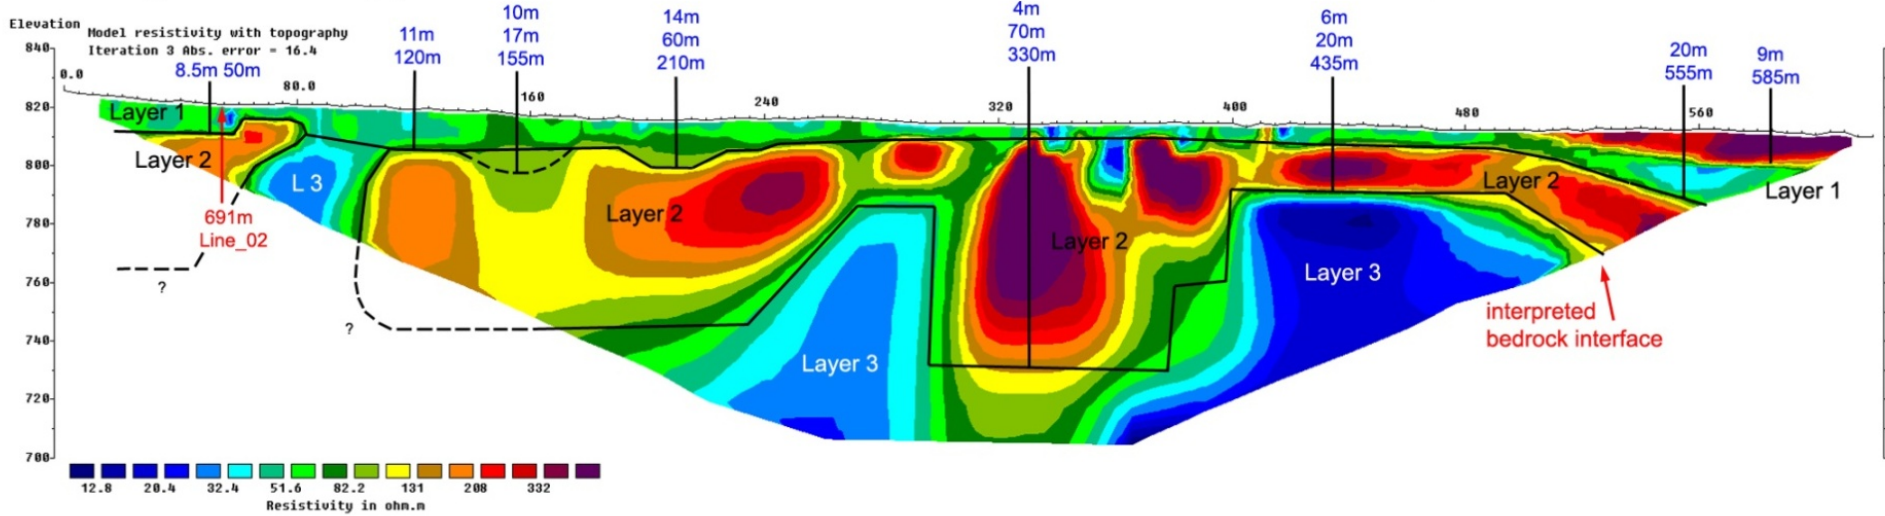 Elevation
Model resistivity with topography
Iteration 3 Abs. error = 16.4
8.5m 50m
11m
120m
10m
17m
155m
14m
60m
210m
4m
70m
330m
6m
20m
435m
20m
555m
9m
585m
840
820
800
780
760
740
720
700
0.0
80.0
160
240
320
400
480
560
Layer 1
Layer 2
L 3
691m
Line_02
?
?
Layer 2
Layer 3
Layer 2
Layer 3
Layer 2
Layer 1
interpreted
bedrock interface
12.8 20.4 32.4 51.6 82.2 131 208 332
Resistivity in ohm.m